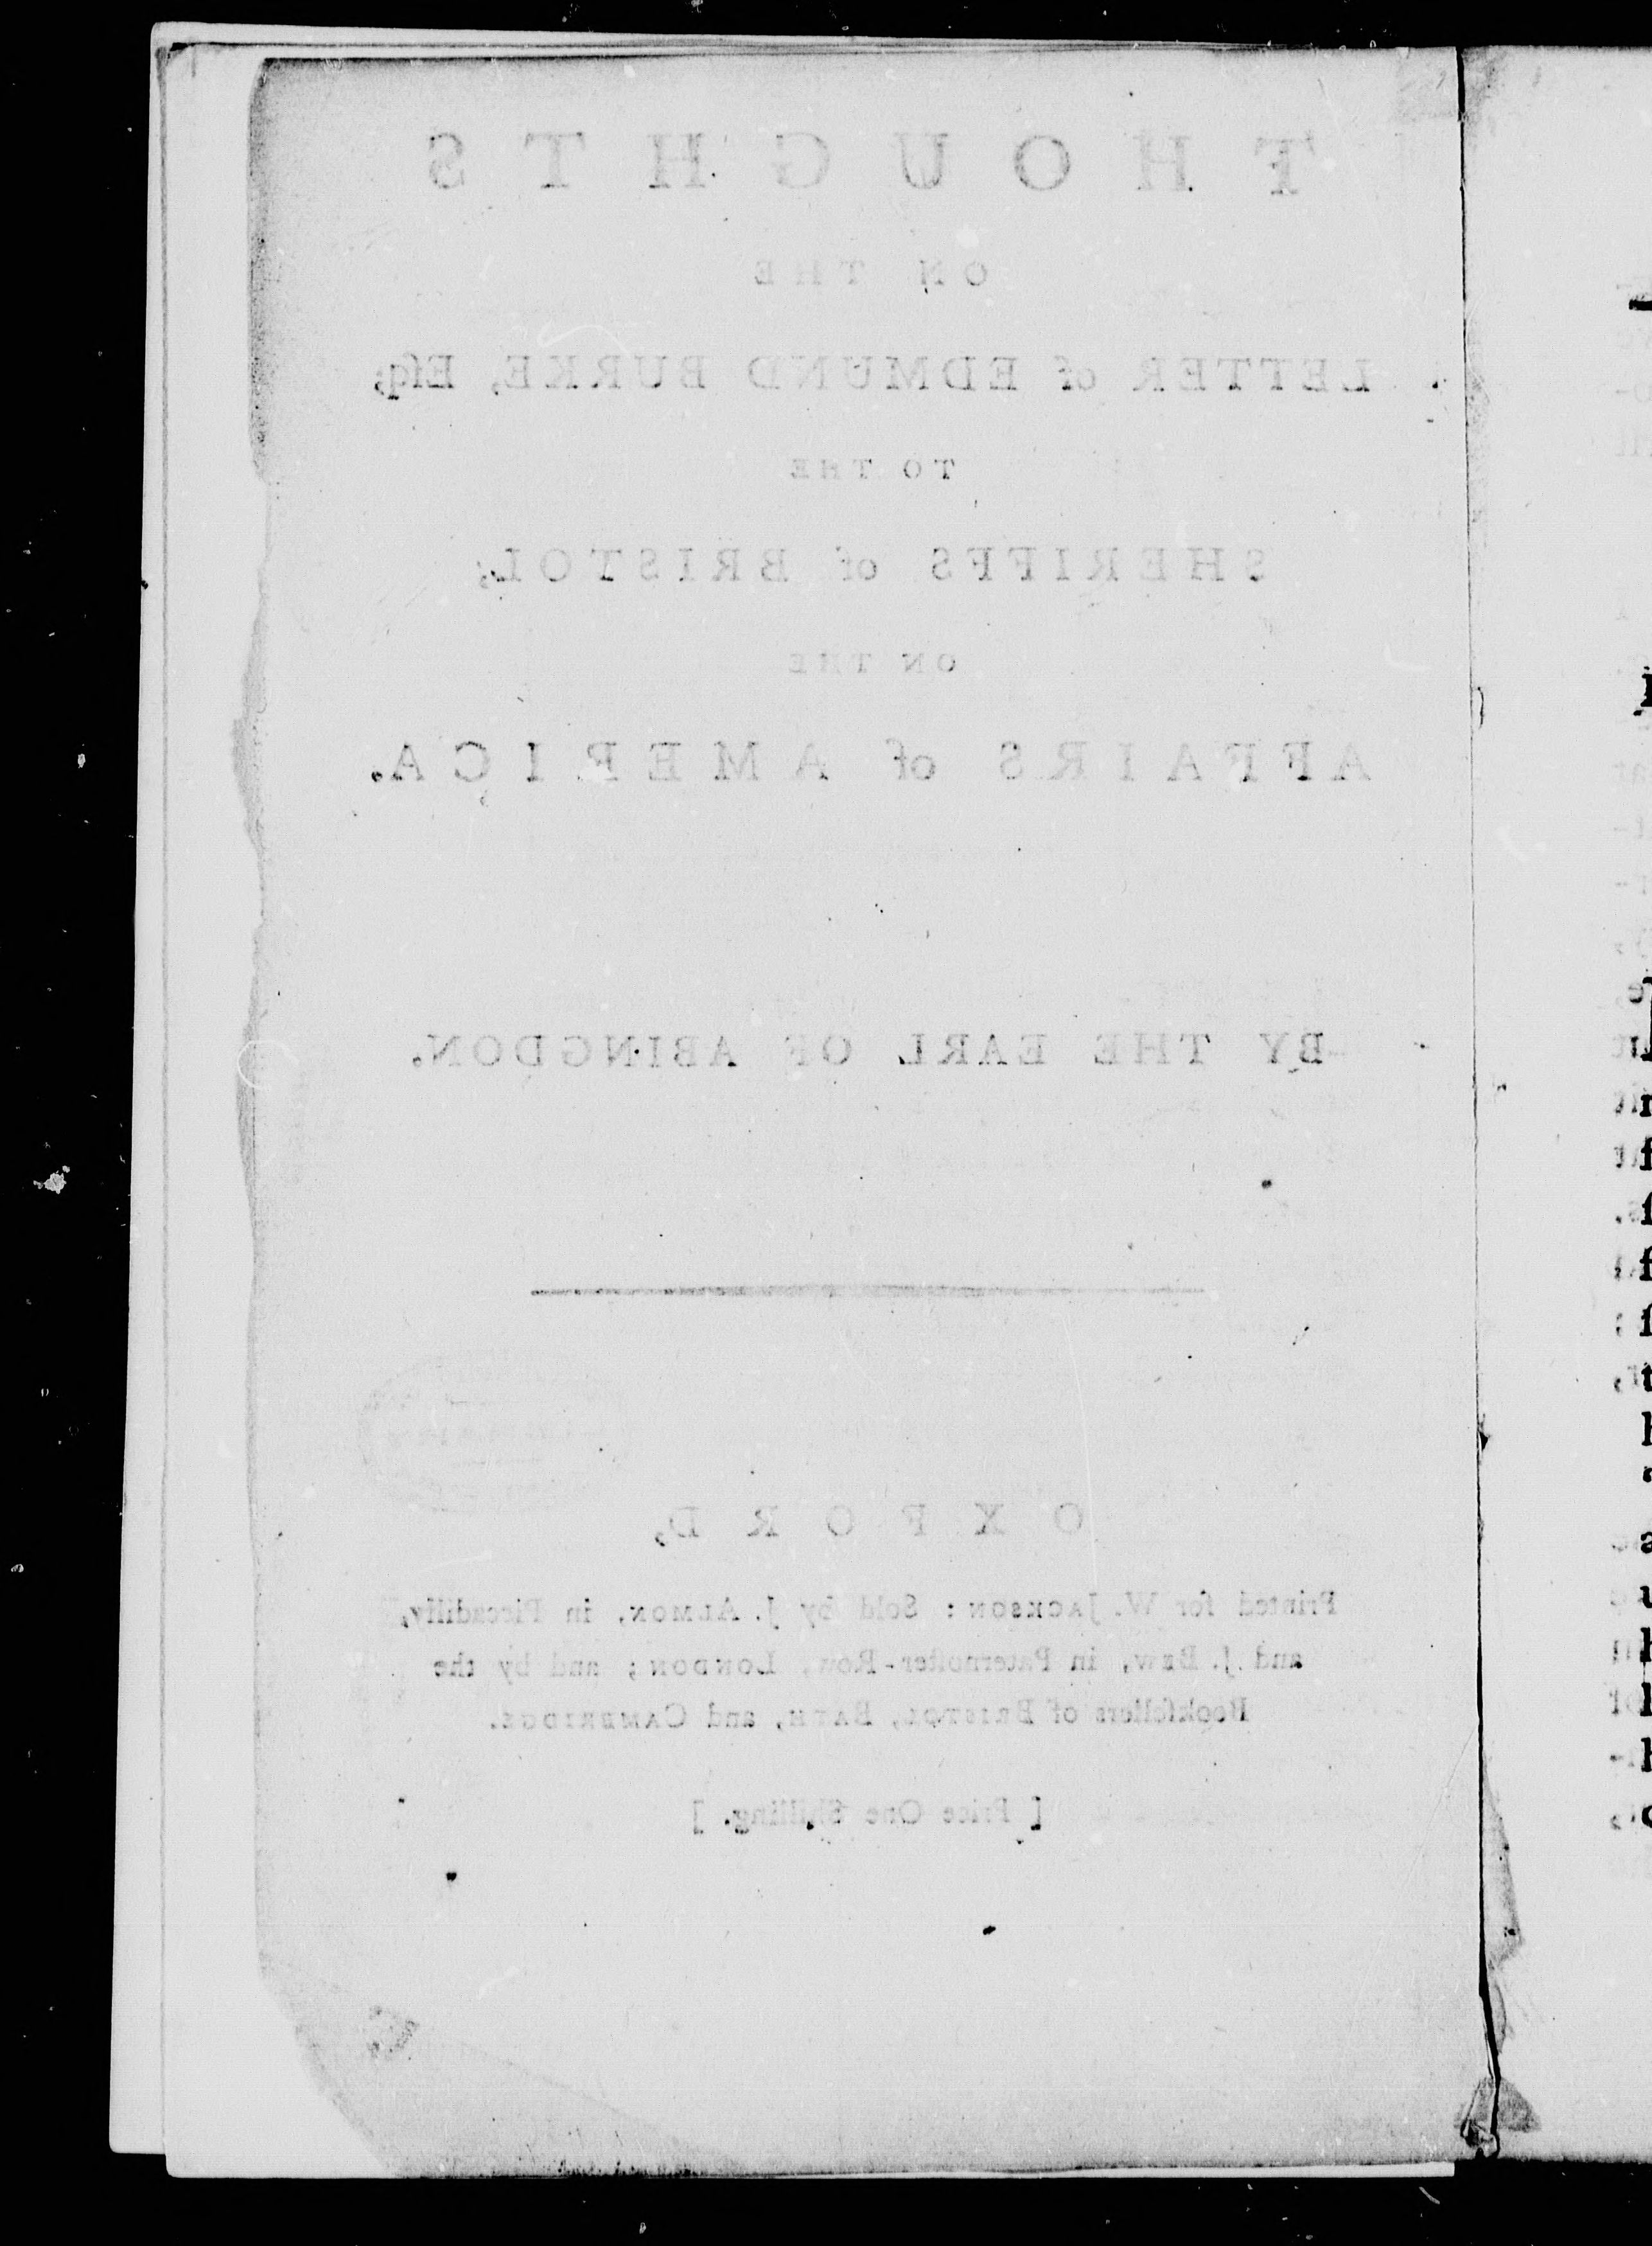 THOUGHTS
ON THE
LETTER of EDMUND BURKE, Eſq;
TO THE
SHERIFFS of BRISTOL,
ON THE
AFFAIRS of AMERICA.
BY THE EARL OF ABINGDON.
OXFORD,
Printed for W. JACKSON: Sold by J. ALMON, in Piccadilly,
and J. BEW, in Paternoſter-Row, LONDON; and by the
Bookſellers of BRISTOL, BATH, and CAMBRIDGE.
[ Price One Shilling. ]